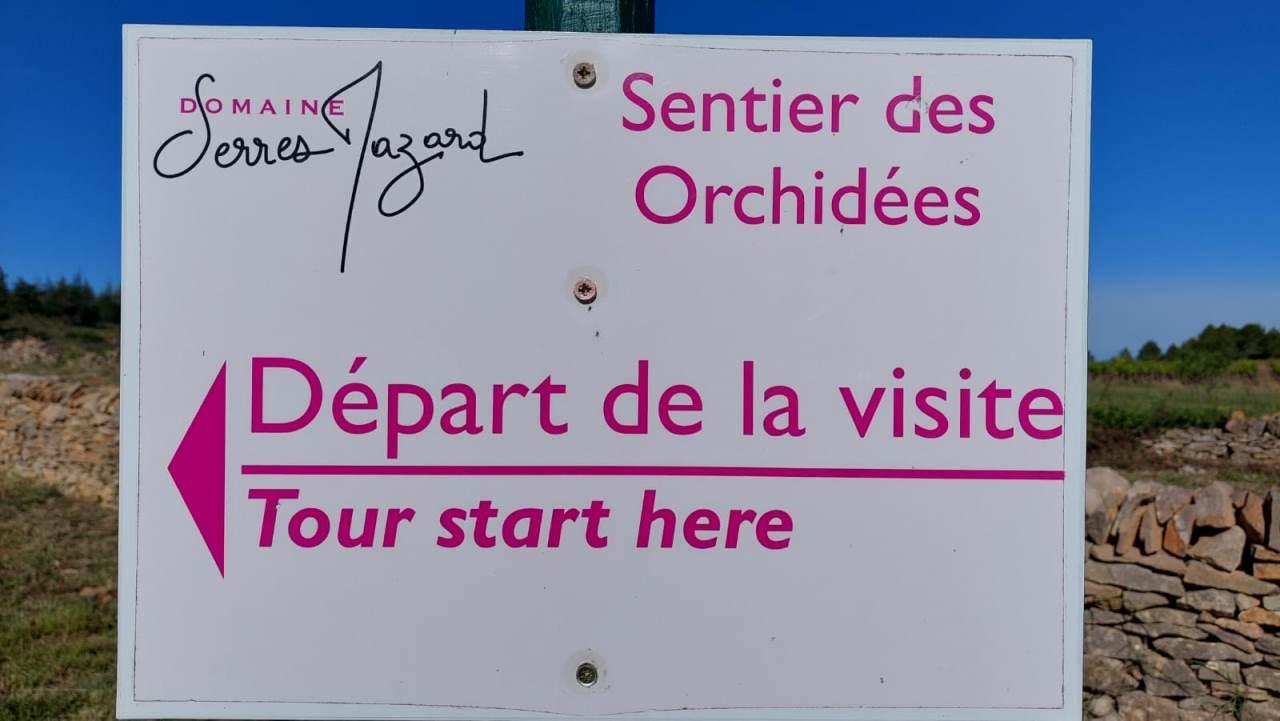 DOMAINE
Serres Mazard
Sentier des
Orchidées
Départ de la visite
Tour start here